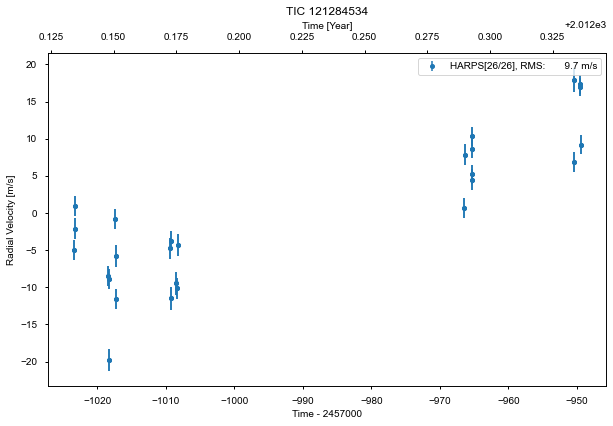 TIC 121284534
Time [Year]
+2.012e3
0.125 0.150 0.175 0.200 0.225 0.250 0.275 0.300 0.325
HARPS[26/26], RMS: 9.7 m/s
Radial Velocity [m/s]
20
15
10
5
0
−5
−10
−15
−20
−1020 −1010 −1000 −990 −980 −970 −960 −950
Time - 2457000